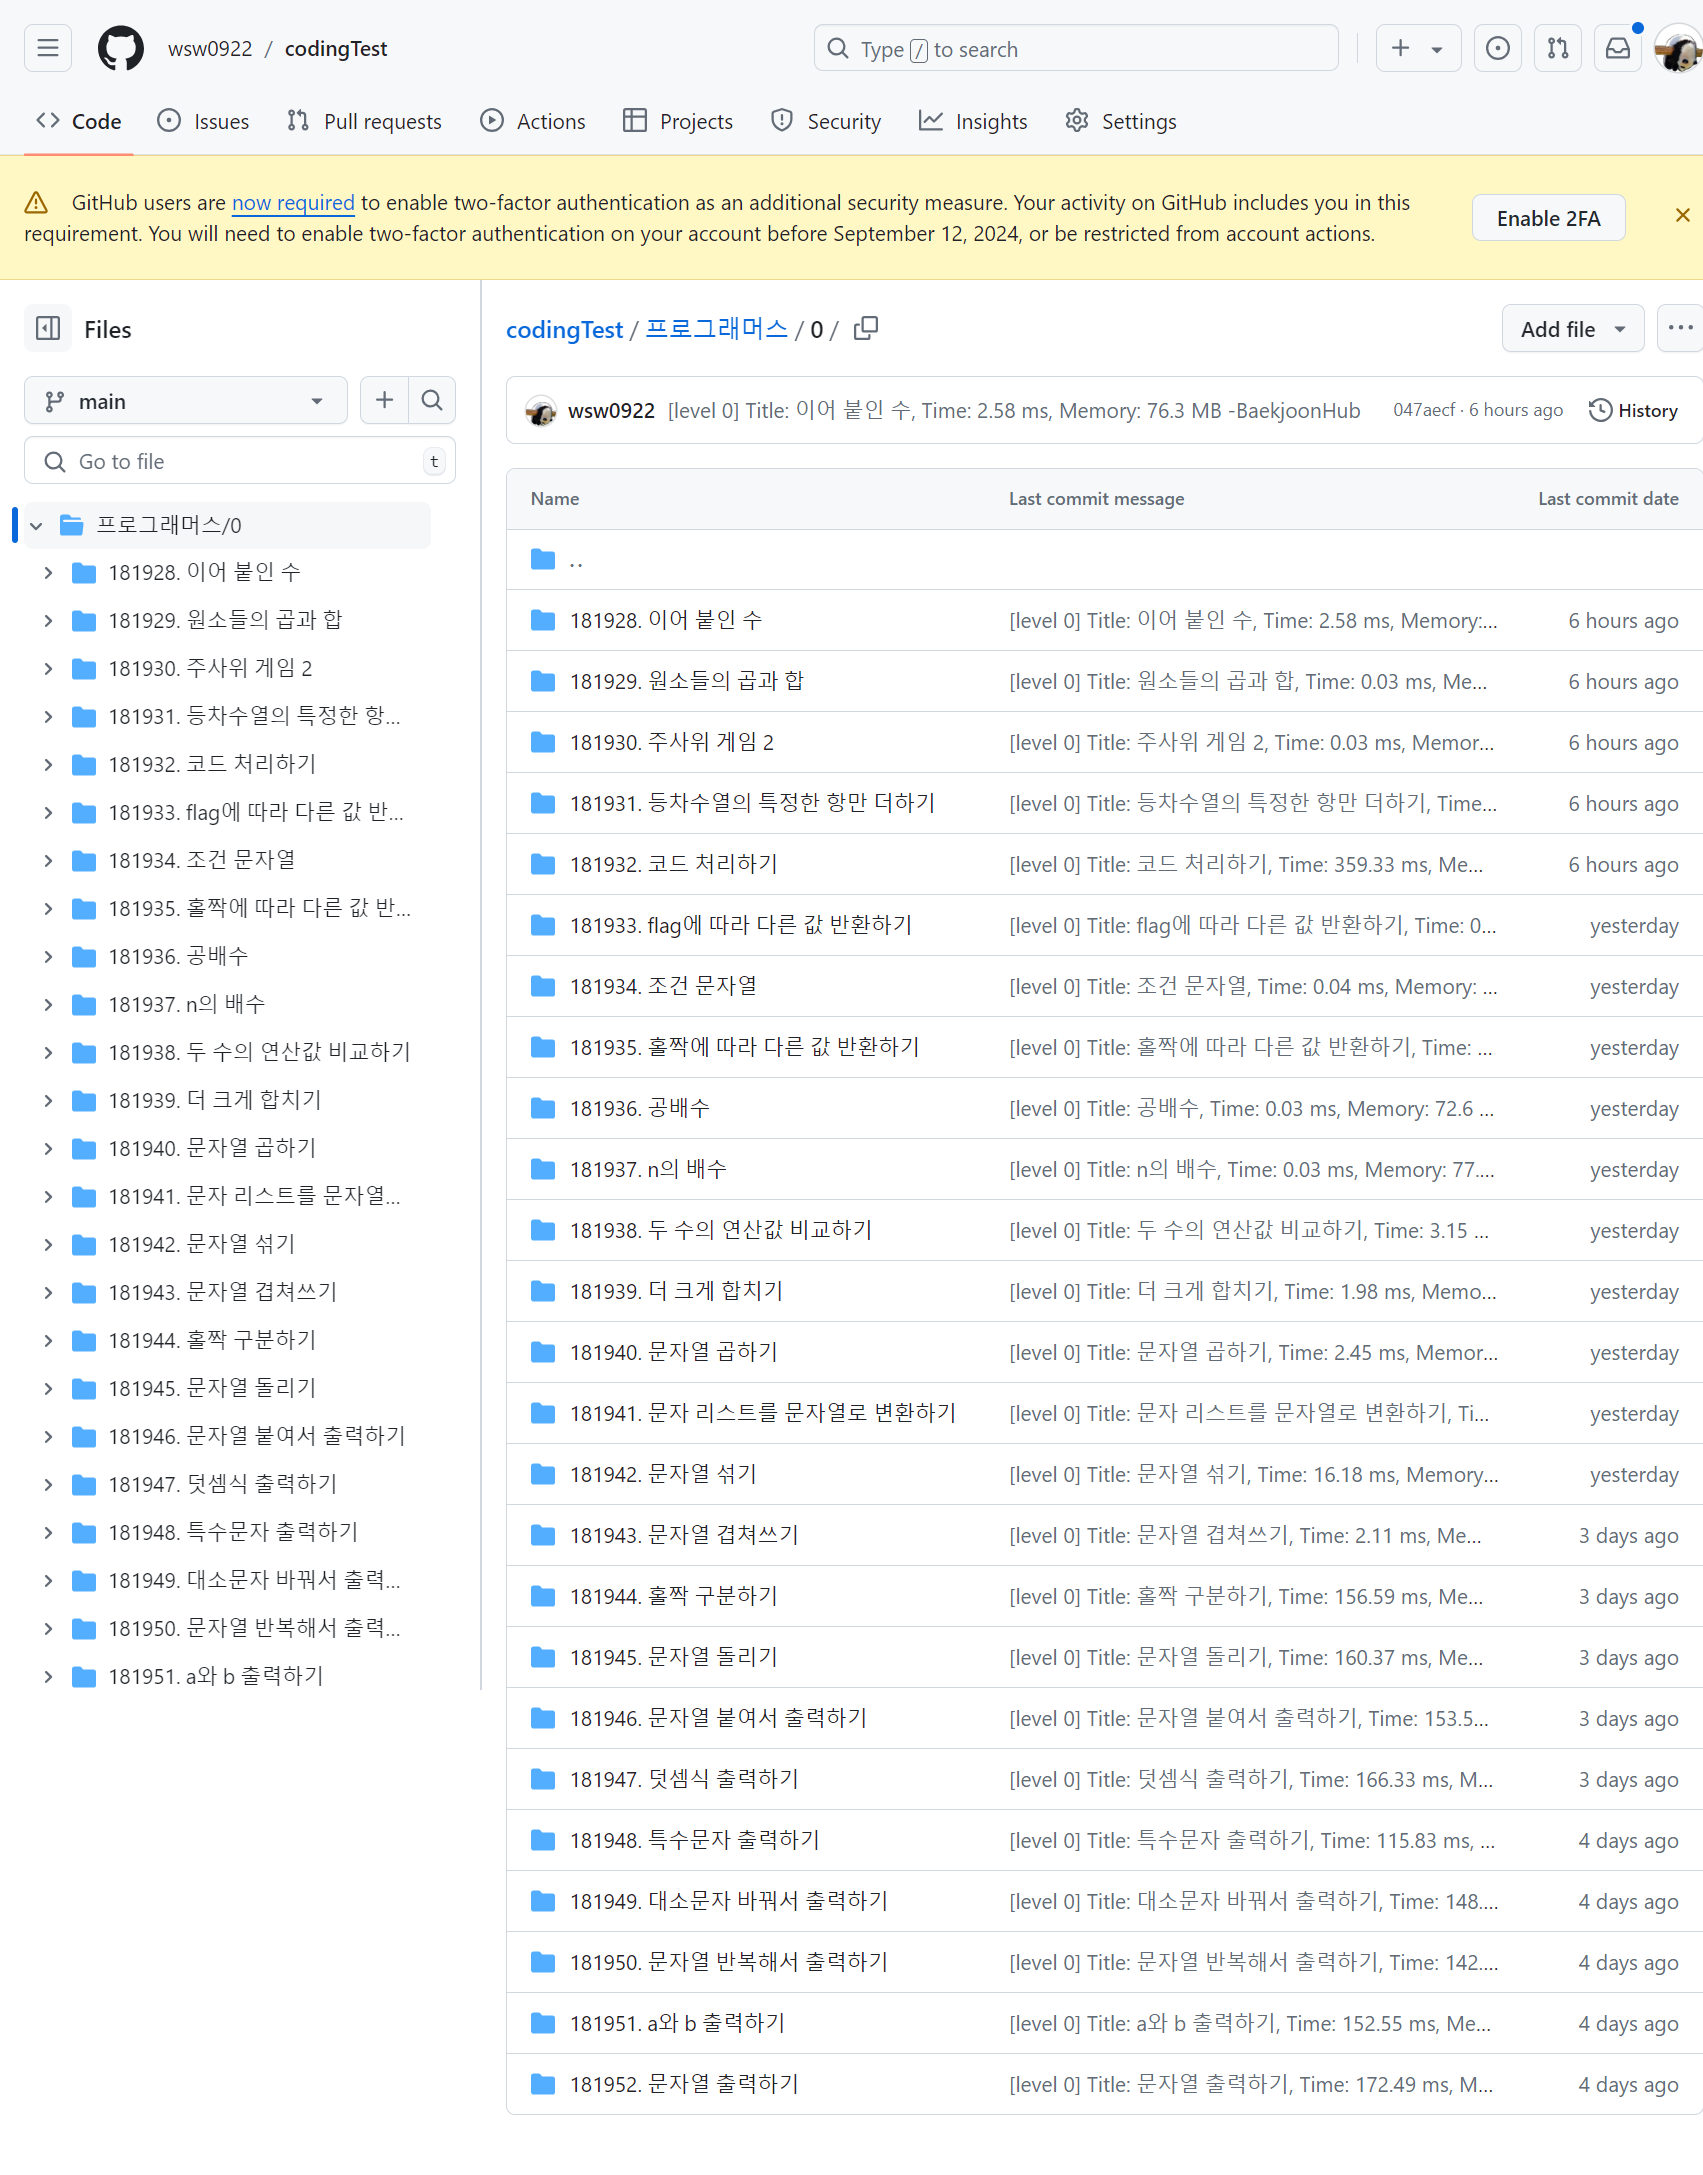 wsw0922 / codingTest
Type / to search
Code
Issues
Pull requests
Actions
Projects
Security
Insights
Settings
GitHub users are now required to enable two-factor authentication as an additional security measure. Your activity on GitHub includes you in this
requirement. You will need to enable two-factor authentication on your account before September 12, 2024, or be restricted from account actions.
Enable 2FA
Files
main
Go to file
t
프로그래머스/0
181928. 이어 붙인 수
181929. 원소들의 곱과 합
181930. 주사위 게임 2
181931. 등차수열의 특정한 항...
181932. 코드 처리하기
181933. flag에 따라 다른 값 반...
181934. 조건 문자열
181935. 홀짝에 따라 다른 값 반...
181936. 공배수
181937. n의 배수
181938. 두 수의 연산값 비교하기
181939. 더 크게 합치기
181940. 문자열 곱하기
181941. 문자 리스트를 문자열...
181942. 문자열 섞기
181943. 문자열 겹쳐쓰기
181944. 홀짝 구분하기
181945. 문자열 돌리기
181946. 문자열 붙여서 출력하기
181947. 덧셈식 출력하기
181948. 특수문자 출력하기
181949. 대소문자 바꿔서 출력...
181950. 문자열 반복해서 출력...
181951. a와 b 출력하기
codingTest / 프로그래머스 / 0 /
Add file
wsw0922 [level 0] Title: 이어 붙인 수, Time: 2.58 ms, Memory: 76.3 MB -BaekjoonHub 047aecf · 6 hours ago History
Name Last commit message Last commit date
..
181928. 이어 붙인 수 [level 0] Title: 이어 붙인 수, Time: 2.58 ms, Memory:... 6 hours ago
181929. 원소들의 곱과 합 [level 0] Title: 원소들의 곱과 합, Time: 0.03 ms, Me... 6 hours ago
181930. 주사위 게임 2 [level 0] Title: 주사위 게임 2, Time: 0.03 ms, Memor... 6 hours ago
181931. 등차수열의 특정한 항만 더하기 [level 0] Title: 등차수열의 특정한 항만 더하기, Time... 6 hours ago
181932. 코드 처리하기 [level 0] Title: 코드 처리하기, Time: 359.33 ms, Me... 6 hours ago
181933. flag에 따라 다른 값 반환하기 [level 0] Title: flag에 따라 다른 값 반환하기, Time: 0... yesterday
181934. 조건 문자열 [level 0] Title: 조건 문자열, Time: 0.04 ms, Memory: ... yesterday
181935. 홀짝에 따라 다른 값 반환하기 [level 0] Title: 홀짝에 따라 다른 값 반환하기, Time: ... yesterday
181936. 공배수 [level 0] Title: 공배수, Time: 0.03 ms, Memory: 72.6 ... yesterday
181937. n의 배수 [level 0] Title: n의 배수, Time: 0.03 ms, Memory: 77.... yesterday
181938. 두 수의 연산값 비교하기 [level 0] Title: 두 수의 연산값 비교하기, Time: 3.15 ... yesterday
181939. 더 크게 합치기 [level 0] Title: 더 크게 합치기, Time: 1.98 ms, Memo... yesterday
181940. 문자열 곱하기 [level 0] Title: 문자열 곱하기, Time: 2.45 ms, Memor... yesterday
181941. 문자 리스트를 문자열로 변환하기 [level 0] Title: 문자 리스트를 문자열로 변환하기, Ti... yesterday
181942. 문자열 섞기 [level 0] Title: 문자열 섞기, Time: 16.18 ms, Memory... yesterday
181943. 문자열 겹쳐쓰기 [level 0] Title: 문자열 겹쳐쓰기, Time: 2.11 ms, Me... 3 days ago
181944. 홀짝 구분하기 [level 0] Title: 홀짝 구분하기, Time: 156.59 ms, Me... 3 days ago
181945. 문자열 돌리기 [level 0] Title: 문자열 돌리기, Time: 160.37 ms, Me... 3 days ago
181946. 문자열 붙여서 출력하기 [level 0] Title: 문자열 붙여서 출력하기, Time: 153.5... 3 days ago
181947. 덧셈식 출력하기 [level 0] Title: 덧셈식 출력하기, Time: 166.33 ms, M... 3 days ago
181948. 특수문자 출력하기 [level 0] Title: 특수문자 출력하기, Time: 115.83 ms, ... 4 days ago
181949. 대소문자 바꿔서 출력하기 [level 0] Title: 대소문자 바꿔서 출력하기, Time: 148.... 4 days ago
181950. 문자열 반복해서 출력하기 [level 0] Title: 문자열 반복해서 출력하기, Time: 142.... 4 days ago
181951. a와 b 출력하기 [level 0] Title: a와 b 출력하기, Time: 152.55 ms, Me... 4 days ago
181952. 문자열 출력하기 [level 0] Title: 문자열 출력하기, Time: 172.49 ms, M... 4 days ago